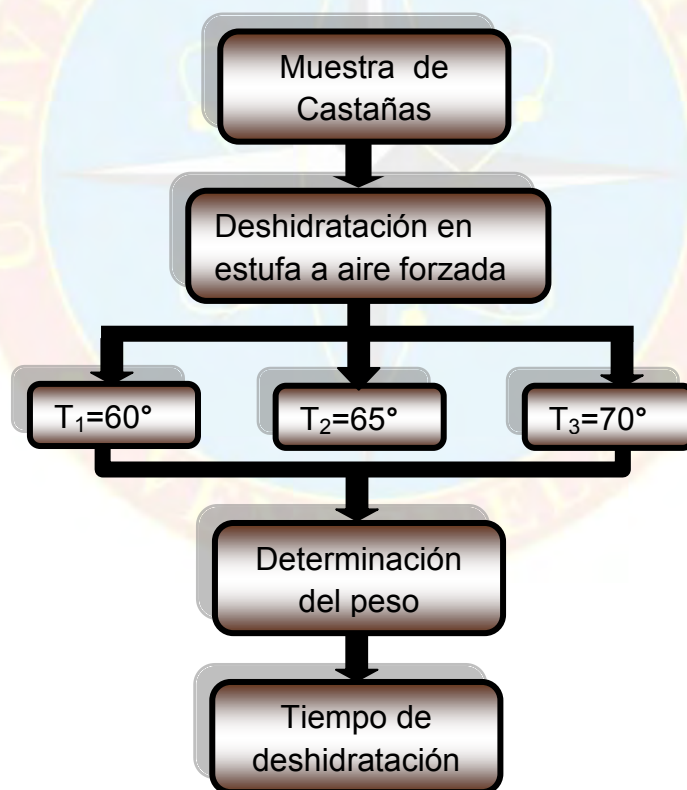 Muestra de
Castañas
Deshidratación en
estufa a aire forzada
T₁=60°
T₂=65°
T₃=70°
Determinación
del peso
Tiempo de
deshidratación